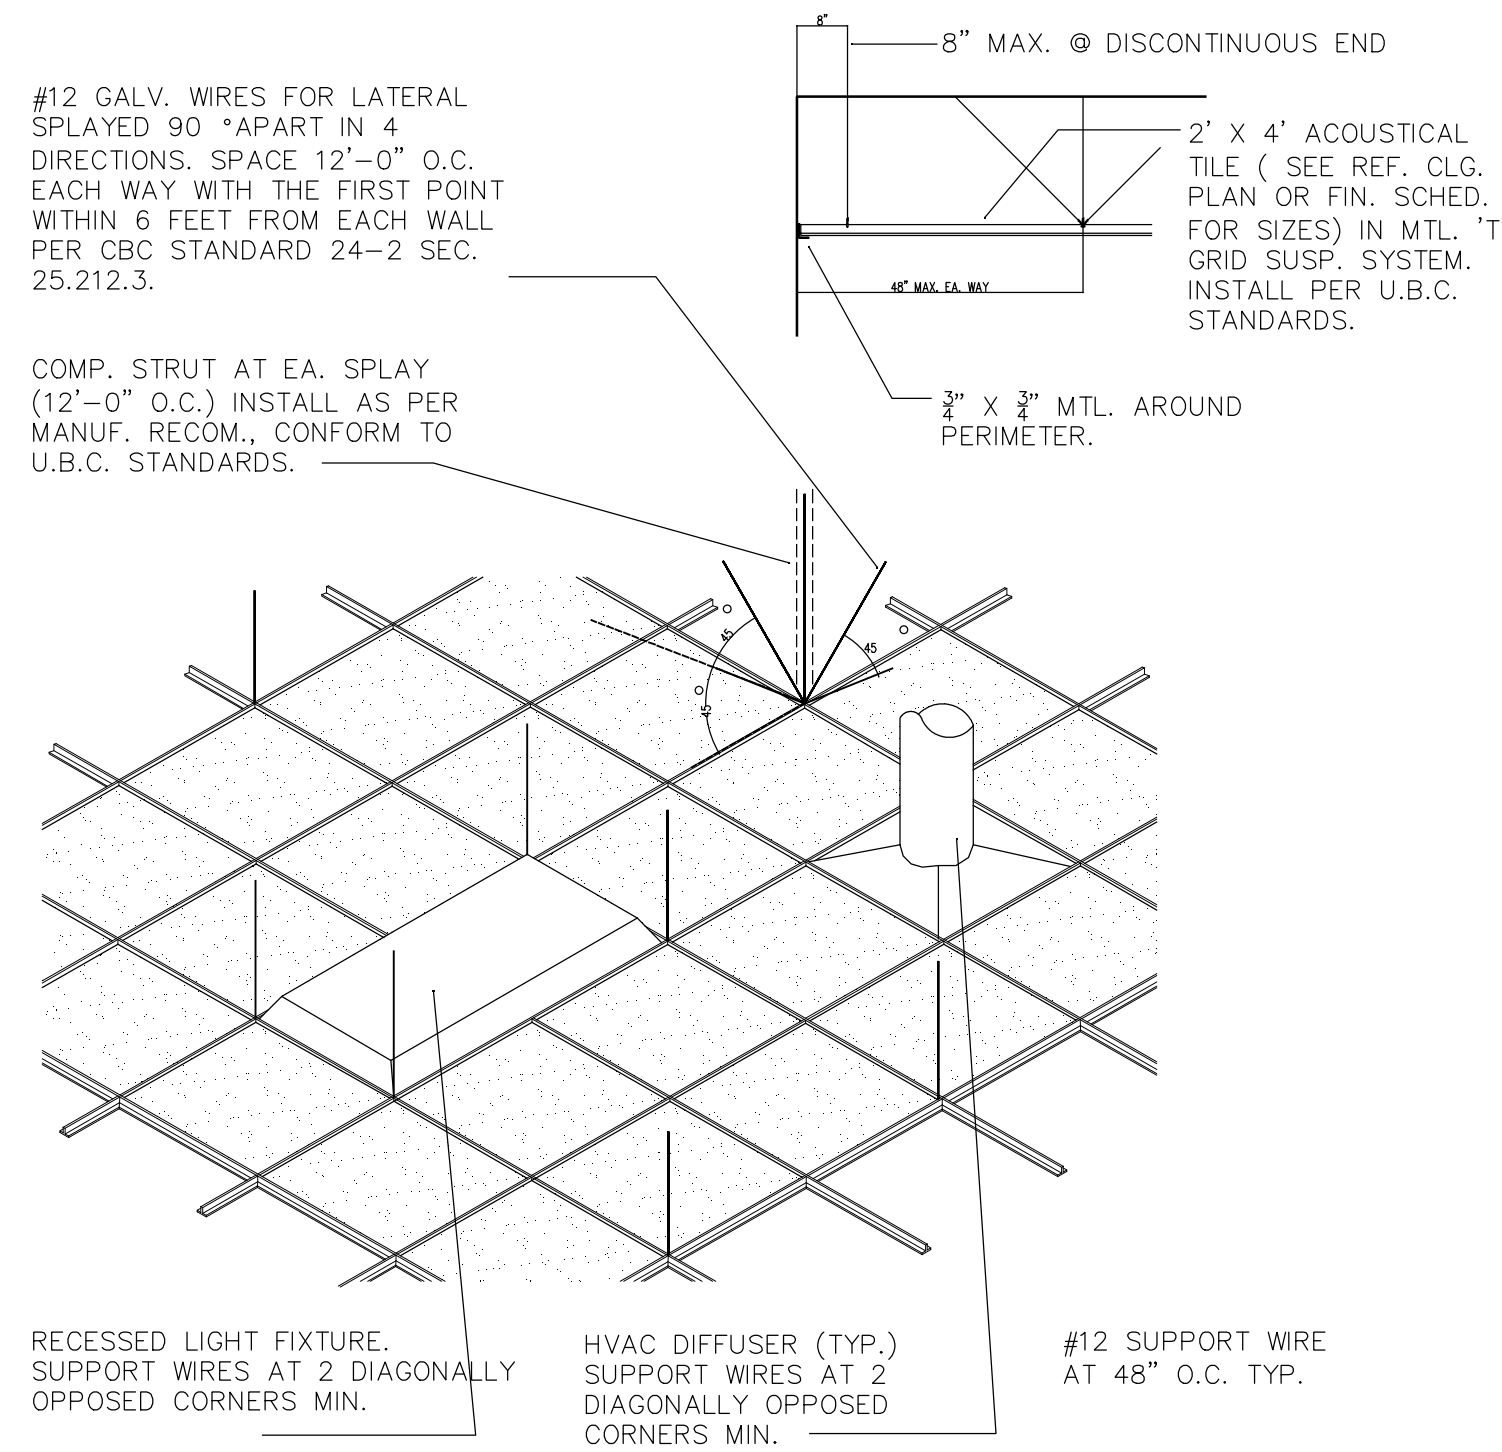 8"
8" MAX. @ DISCONTINUOUS END
#12 GALV. WIRES FOR LATERAL
SPLAYED 90 °APART IN 4
DIRECTIONS. SPACE 12'-0" O.C.
EACH WAY WITH THE FIRST POINT
WITHIN 6 FEET FROM EACH WALL
PER CBC STANDARD 24-2 SEC.
25.212.3.
2' X 4' ACOUSTICAL
TILE ( SEE REF. CLG.
PLAN OR FIN. SCHED.
FOR SIZES) IN MTL. 'T
GRID SUSP. SYSTEM.
INSTALL PER U.B.C.
STANDARDS.
48" MAX. EA. WAY
COMP. STRUT AT EA. SPLAY
(12'-0" O.C.) INSTALL AS PER
MANUF. RECOM., CONFORM TO
U.B.C. STANDARDS.
3/4" X 3/4" MTL. AROUND
PERIMETER.
45°
45°
45°
RECESSED LIGHT FIXTURE.
SUPPORT WIRES AT 2 DIAGONALLY
OPPOSED CORNERS MIN.
HVAC DIFFUSER (TYP.)
SUPPORT WIRES AT 2
DIAGONALLY OPPOSED
CORNERS MIN.
#12 SUPPORT WIRE
AT 48" O.C. TYP.